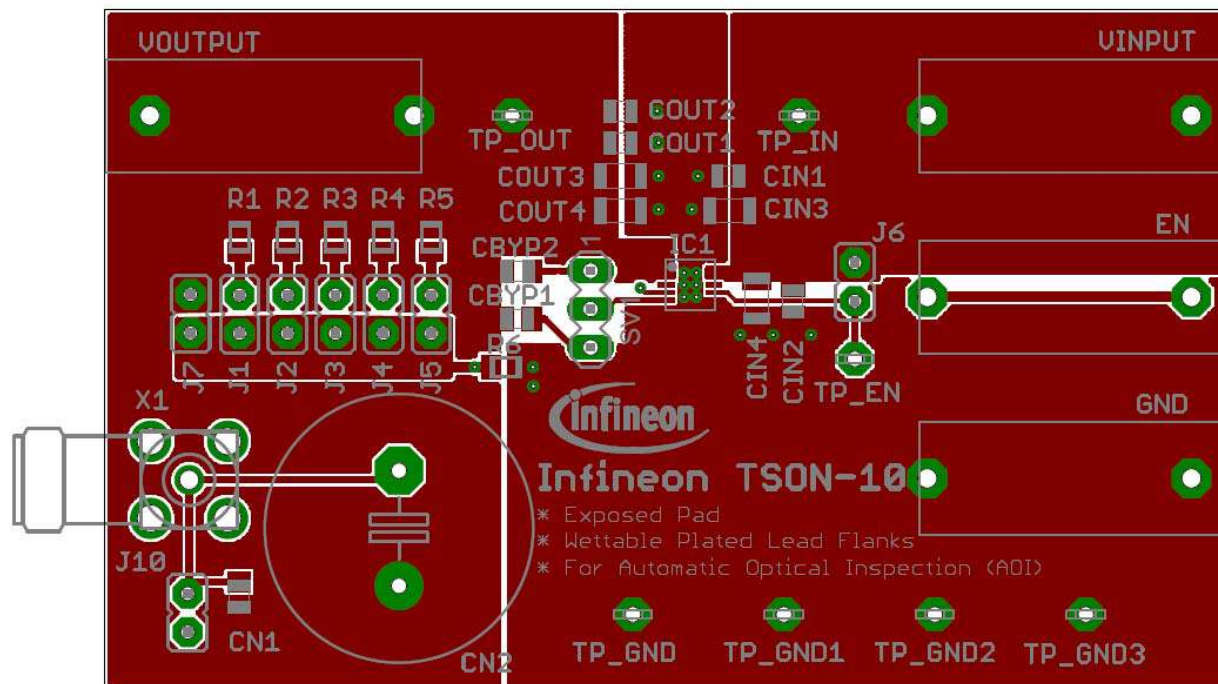 VOUTPUT
VINPUT
TP_OUT
COUT2
COUT1
TP_IN
COUT3
CIN1
COUT4
CIN3
R1 R2 R3 R4 R5
CBYP2
IC1
J6
EN
CBYP1
SV1
R6
J7 J1 J2 J3 J4 J5
CIN4
CIN2
TP_EN
X1
GND
infineon
Infineon TSON-10
* Exposed Pad
* Wettable Plated Lead Flanks
* For Automatic Optical Inspection (AOI)
J10
CN1
CN2
TP_GND TP_GND1 TP_GND2 TP_GND3